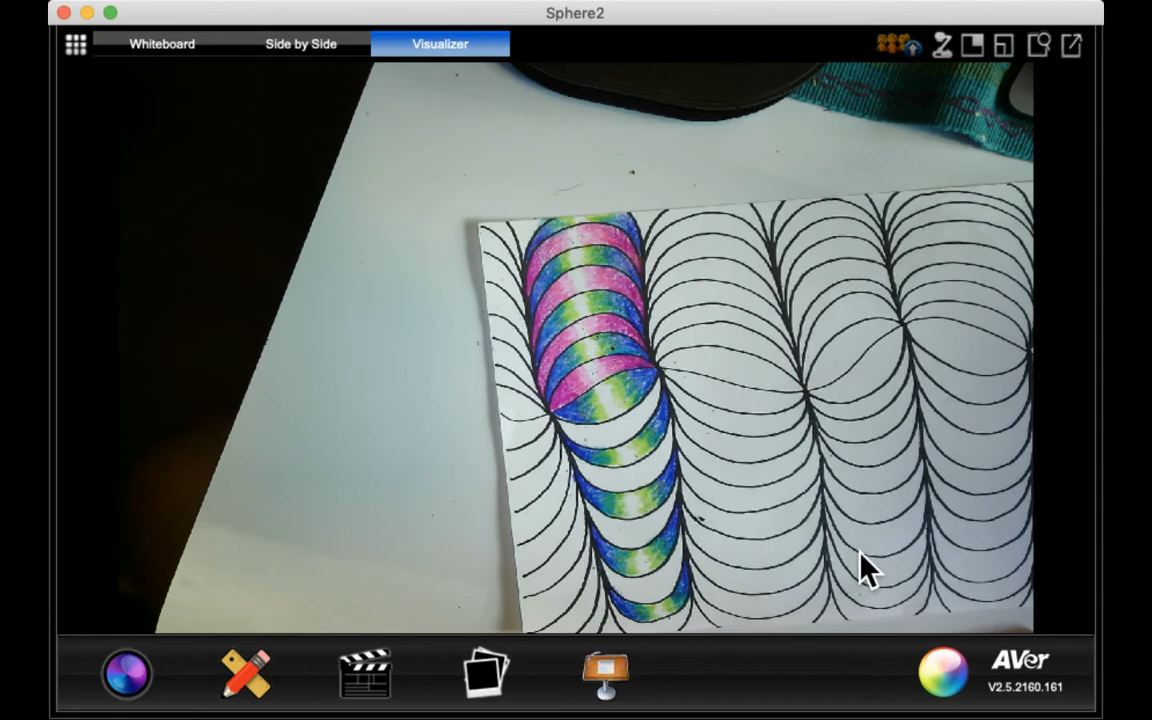 Sphere2
Whiteboard
Side by Side
Visualizer
AVer
V2.5.2160.161